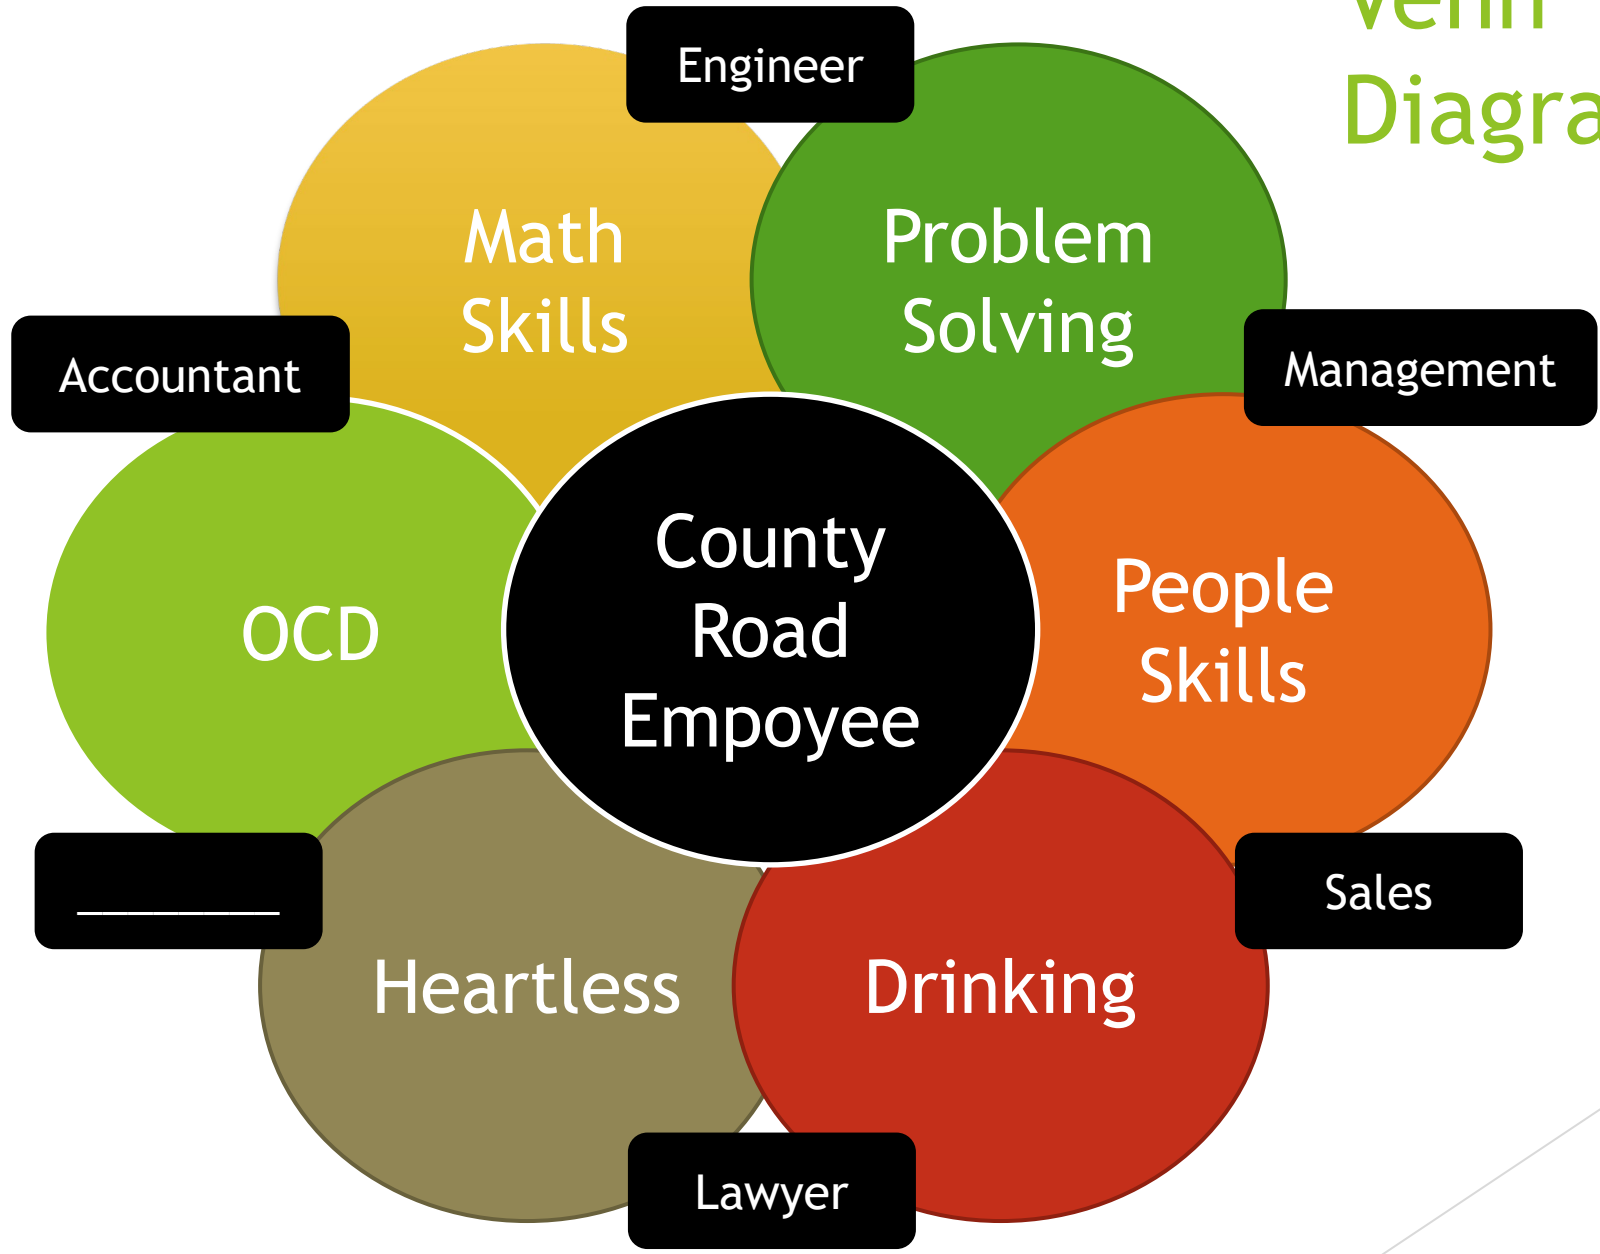 Engineer
Venn
Diagra
Math
Skills
Problem
Solving
Accountant
Management
County
Road
Empoyee
OCD
People
Skills
________
Sales
Heartless
Drinking
Lawyer